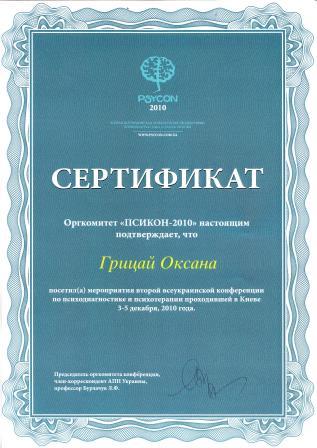 PSYCON
2010
WWW.PSYCON.COM.UA
СЕРТИФИКАТ
Оргкомитет «ПСИКОН-2010» настоящим
подтверждает, что
Грицай Оксана
посетил(а) мероприятия второй всеукраинской конференции
по психодиагностике и психотерапии проходившей в Киеве
3-5 декабря, 2010 года.
Председатель оргкомитета конференции,
член-корреспондент АПН Украины,
профессор Бурлачук Л.Ф.